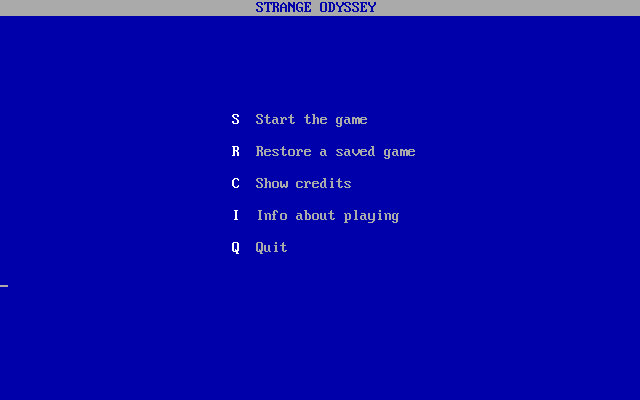 STRANGE ODYSSEY
S Start the game
R Restore a saved game
C Show credits
I Info about playing
Q Quit